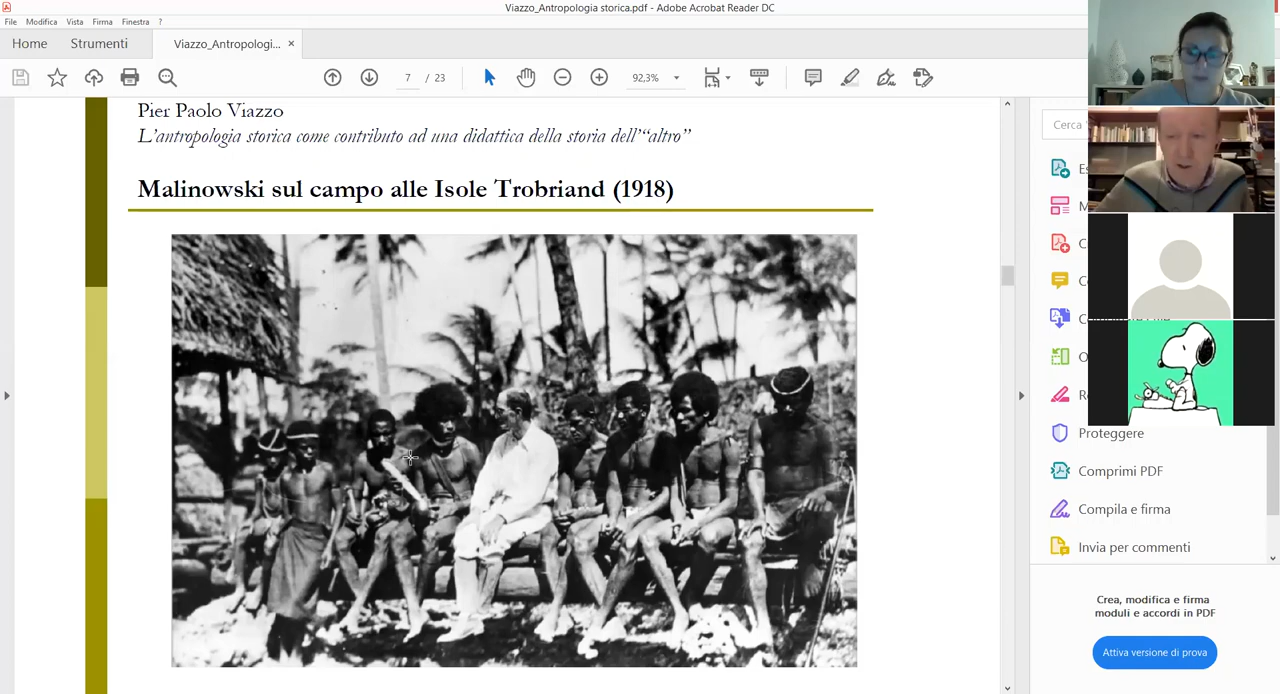 Viazzo_Antropologia storica.pdf - Adobe Acrobat Reader DC
File Modifica Vista Firma Finestra ?
Home Strumenti Viazzo_Antropologi... ×
7 / 23 92,3%
Pier Paolo Viazzo
L'antropologia storica come contributo ad una didattica della storia dell'“altro”
Malinowski sul campo alle Isole Trobriand (1918)
Cerca
Proteggere
Comprimi PDF
Compila e firma
Invia per commenti
Crea, modifica e firma
moduli e accordi in PDF
Attiva versione di prova